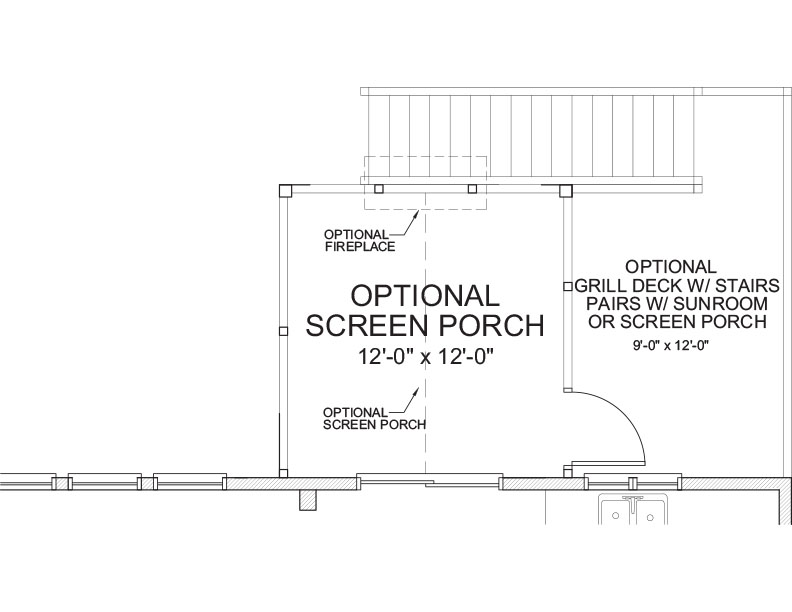 OPTIONAL
FIREPLACE
OPTIONAL
SCREEN PORCH
12'-0" x 12'-0"
OPTIONAL
SCREEN PORCH
OPTIONAL
GRILL DECK W/ STAIRS
PAIRS W/ SUNROOM
OR SCREEN PORCH
9'-0" x 12'-0"